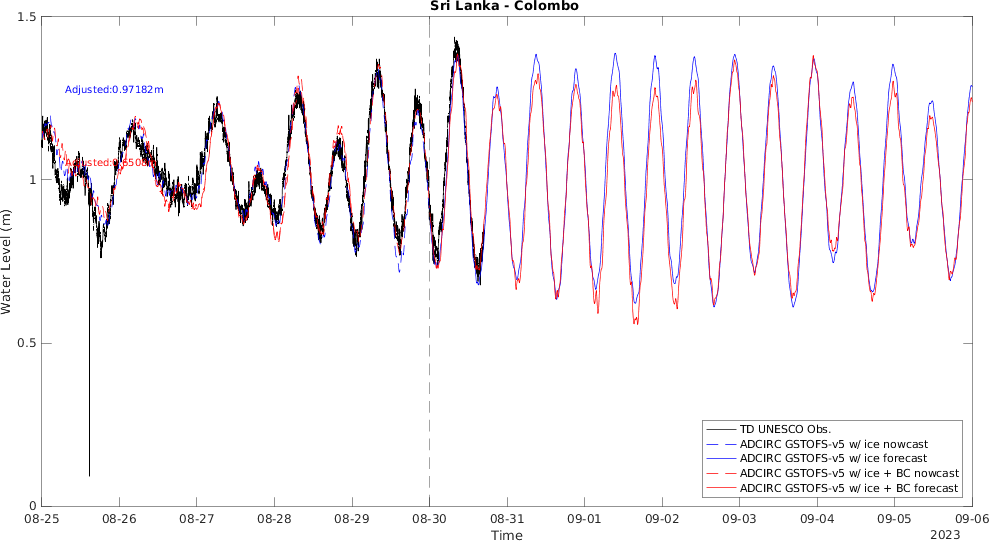 Sri Lanka - Colombo
1.5
Adjusted:0.97182m
1
Water Level (m)
0.5
0
TD UNESCO Obs.
ADCIRC GSTOFS-v5 w/ ice nowcast
ADCIRC GSTOFS-v5 w/ ice forecast
ADCIRC GSTOFS-v5 w/ ice + BC nowcast
ADCIRC GSTOFS-v5 w/ ice + BC forecast
08-25 08-26 08-27 08-28 08-29 08-30 08-31 09-01 09-02 09-03 09-04 09-05 09-06
Time
2023